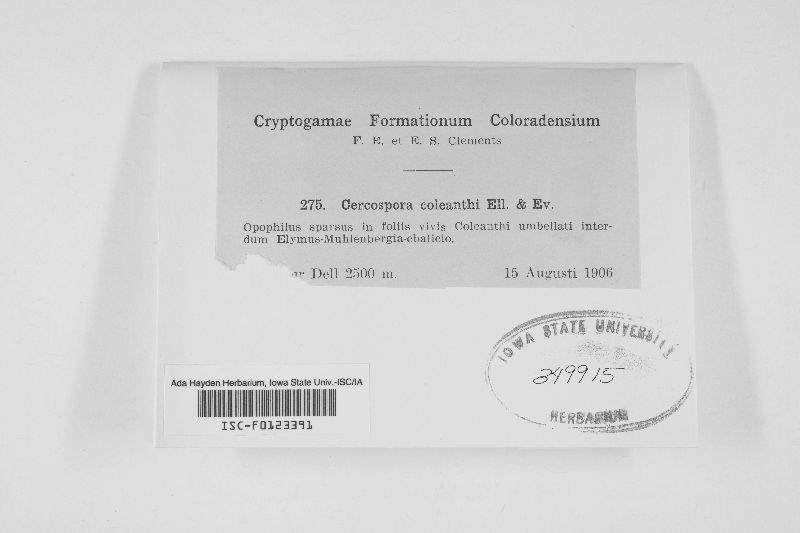 Cryptogamae Formationum Coloradensium
F. E. et E. S. Clements
275. Cercospora coleanthi Ell. & Ev.
Opophilus sparsus in foliis vivis Coleanthi umbellati inter-
dum Elymus-Muhlenbergia-chalicio.
ar Dell 2500 m. 15 Augusti 1906
IOWA STATE UNIVERSITY
249915
HERBARIUM
Ada Hayden Herbarium, Iowa State Univ.-ISC/IA
ISC-F0123391